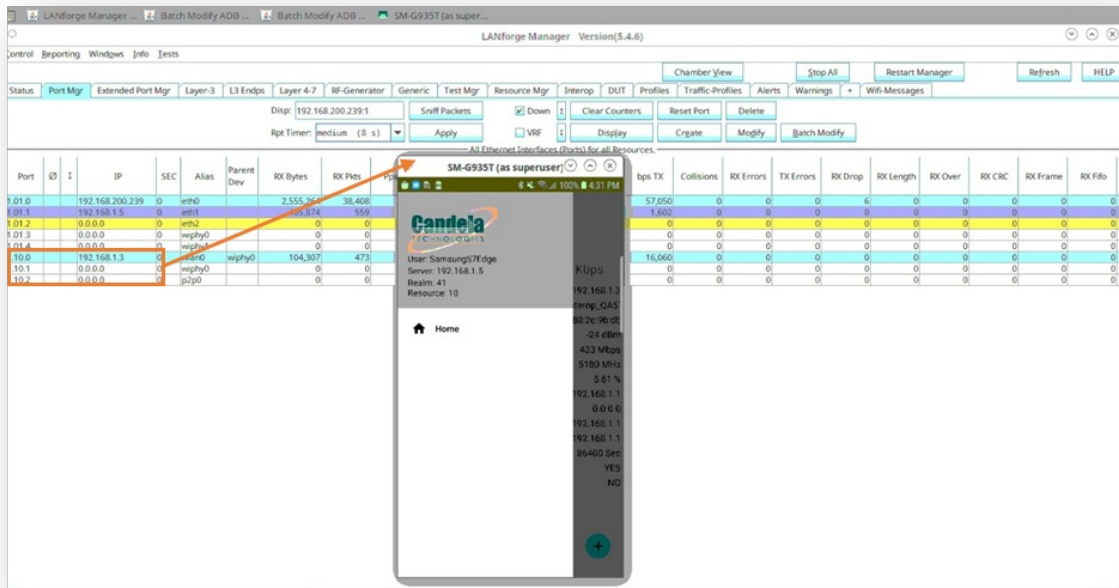 LANforge Manager ... Batch Modify ADB ... Batch Modify ADB ... SM-G935T (as super...
LANforge Manager Version(5.4.6)
Control Reporting Windows Info Tests
Chamber View Stop All Restart Manager Refresh HELP
Status Port Mgr Extended Port Mgr Layer-3 L3 Endps Layer 4-7 RF-Generator Generic Test Mgr Resource Mgr Interop DUT Profiles Traffic-Profiles Alerts Warnings + Wifi-Messages
Disp: 192.168.200.239:1 Sniff Packets Down Clear Counters Reset Port Delete
Rpt Timer: medium (8 s) Apply VRF Display Create Modify Batch Modify
All Ethernet Interfaces (Ports) for all Resources.
Port Ø IP SEC Alias Parent Dev RX Bytes RX Pkts bps TX Collisions RX Errors TX Errors RX Drop RX Length RX Over RX CRC RX Frame RX Fifo
1.01.0 192.168.200.239 0 eth0 2,555,264 38,408 57,050 0 0 0 6 0 0 0 0 0
1.01.1 192.168.1.5 0 eth1 559 1,602 0 0 0 0 0 0 0 0 0
1.01.2 0.0.0.0 0 eth2 0 0 0 0 0 0 0 0 0 0 0 0
1.01.3 0.0.0.0 0 wiphy0 0 0 0 0 0 0 0 0 0 0 0 0
1.01.4 0.0.0.0 0 0 0 0 0 0 0 0 0 0 0 0 0
.10.0 192.168.1.3 wiphy0 104,307 473 16,060 0 0 0 0 0 0 0 0 0
.10.1 0.0.0.0 0 wiphy0 0 0 0 0 0 0 0 0 0 0 0 0
.10.2 0.0.0.0 0 p2p0 0 0 0 0 0 0 0 0 0 0 0 0
SM-G935T (as superuser)
100% 4:31 PM
Candela
TECHNOLOGIES
User: SamsungS7Edge
Server: 192.168.1.5
Realm: 41
Resource: 10
Home
Kbps
192.168.1.3
88:2c:9b:db
-24 dBm
433 Mbps
5180 MHz
5.61 %
192.168.1.1
0.0.0.0
192.168.1.1
192.168.1.1
86400 Sec
YES
NO